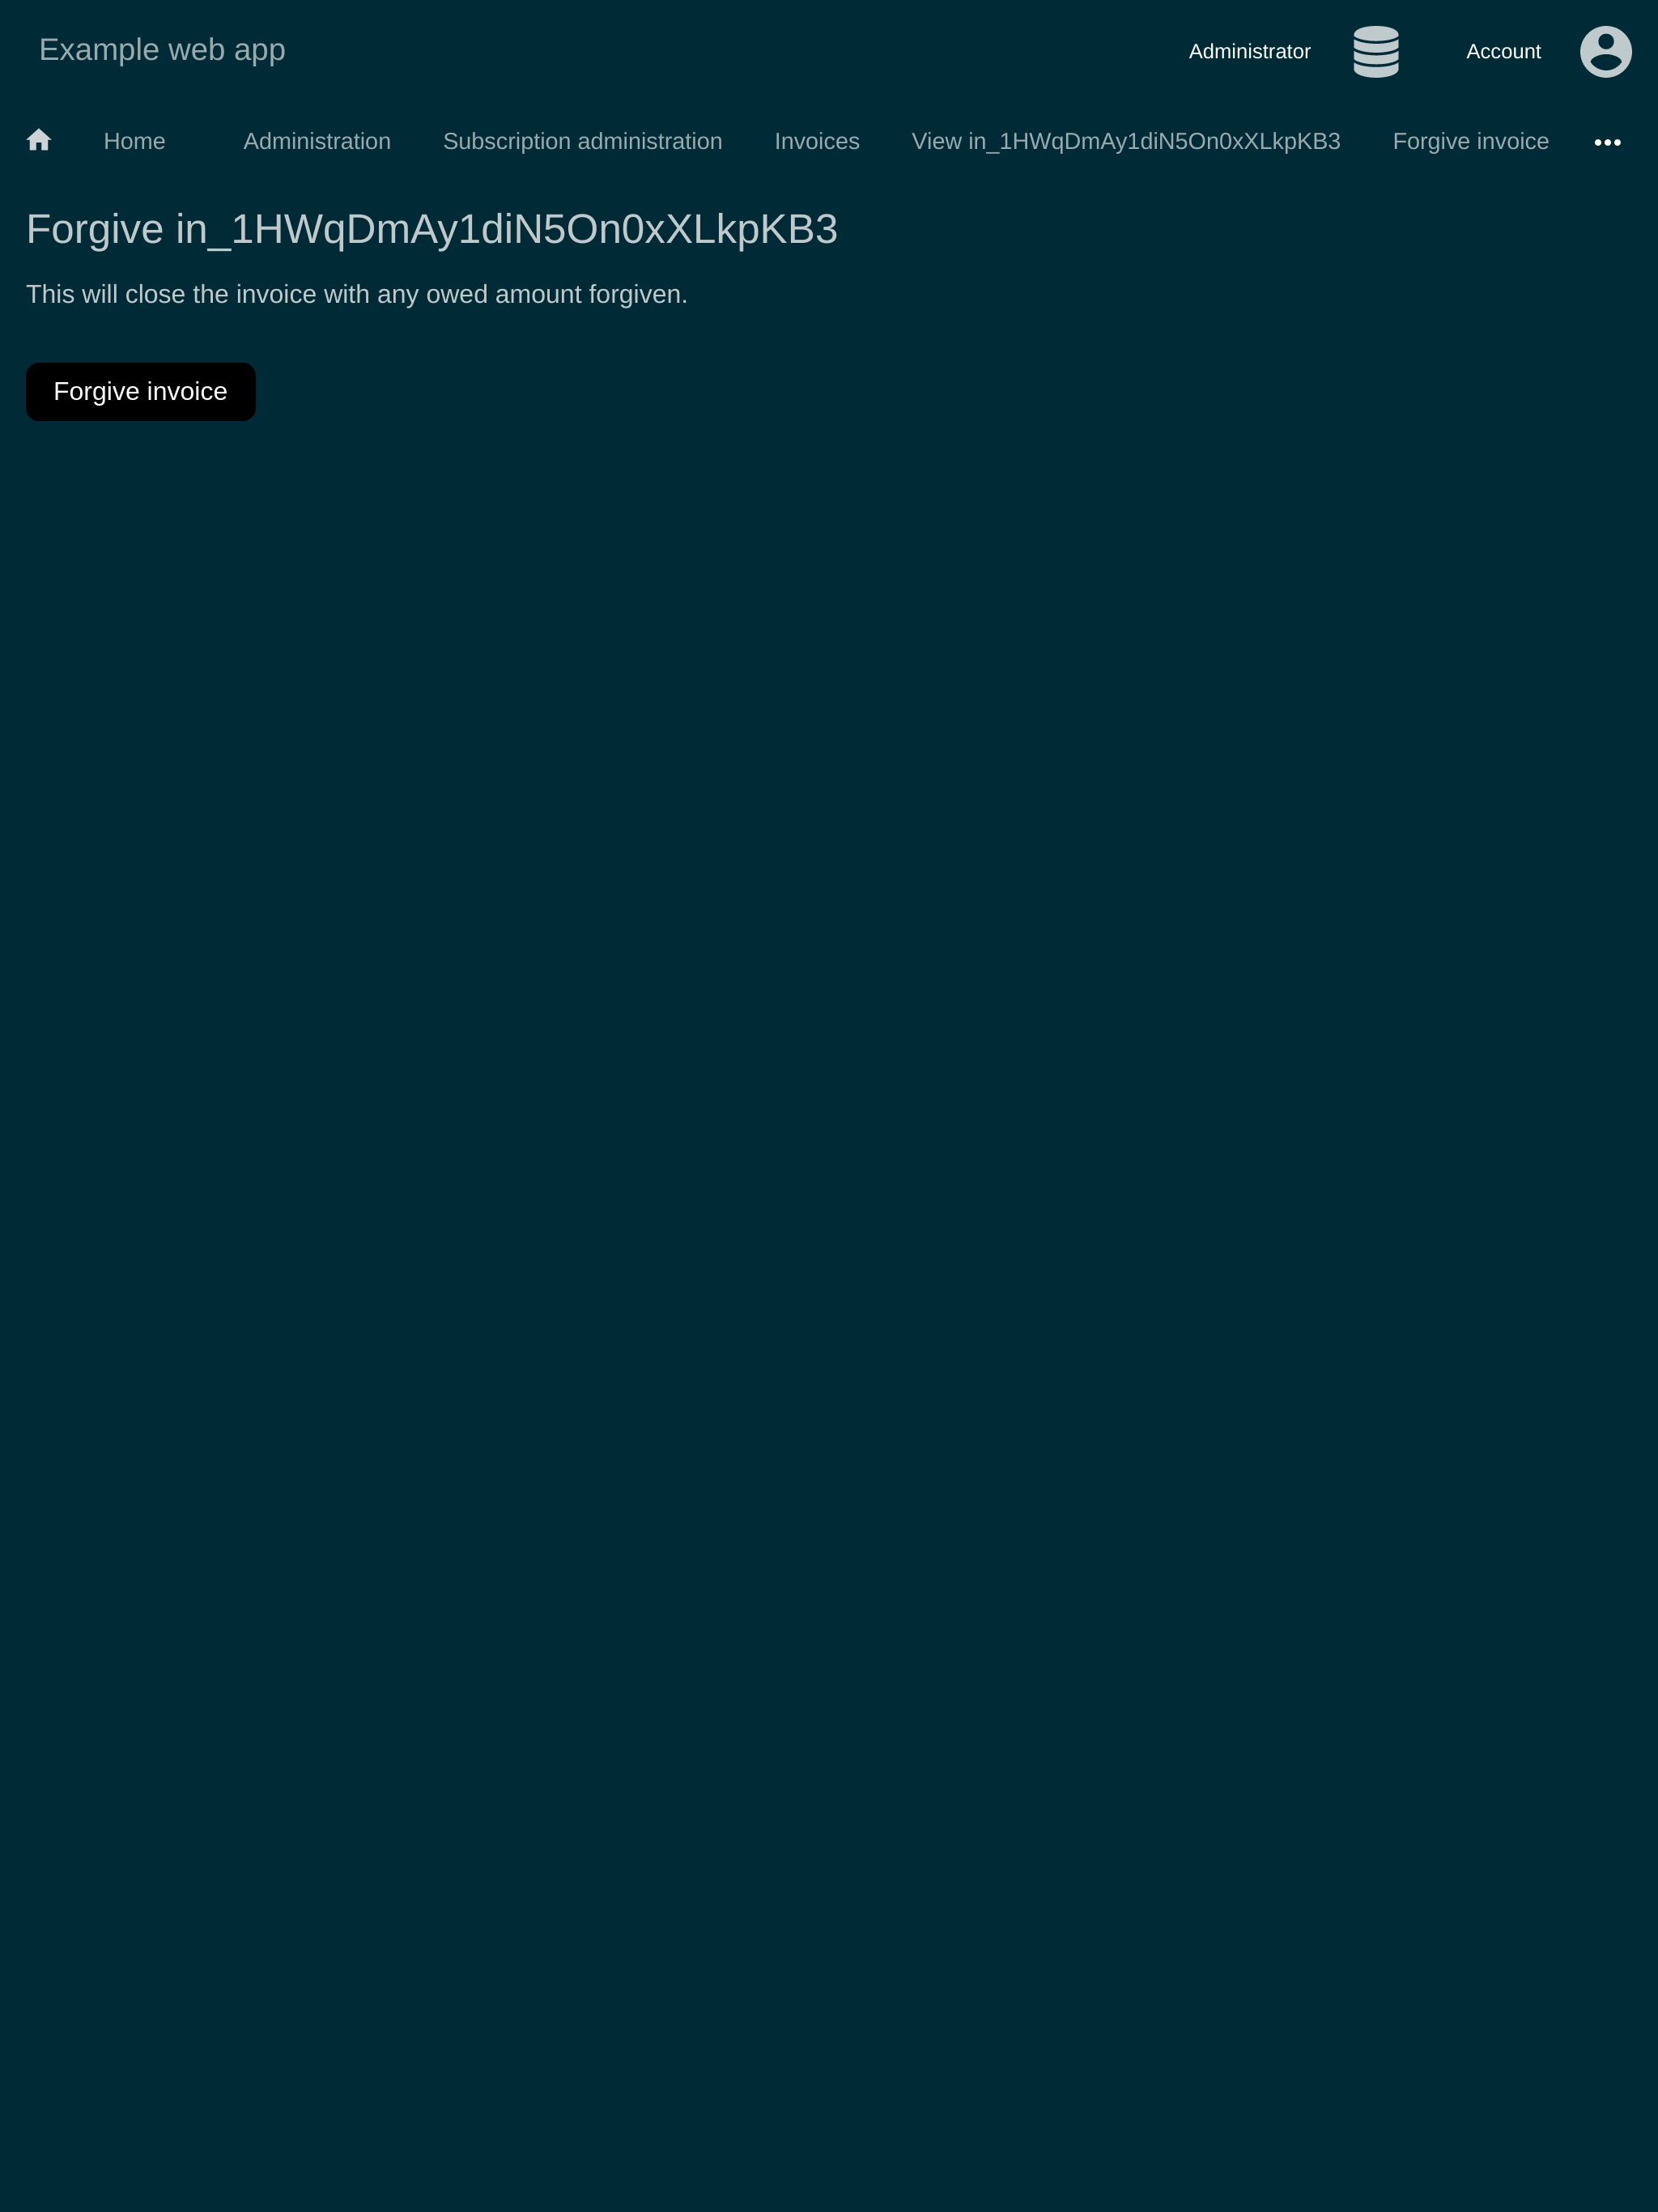 Example web app
Administrator
Account
Home Administration Subscription administration Invoices View in_1HWqDmAy1diN5On0xXLkpKB3 Forgive invoice
Forgive in_1HWqDmAy1diN5On0xXLkpKB3
This will close the invoice with any owed amount forgiven.
Forgive invoice